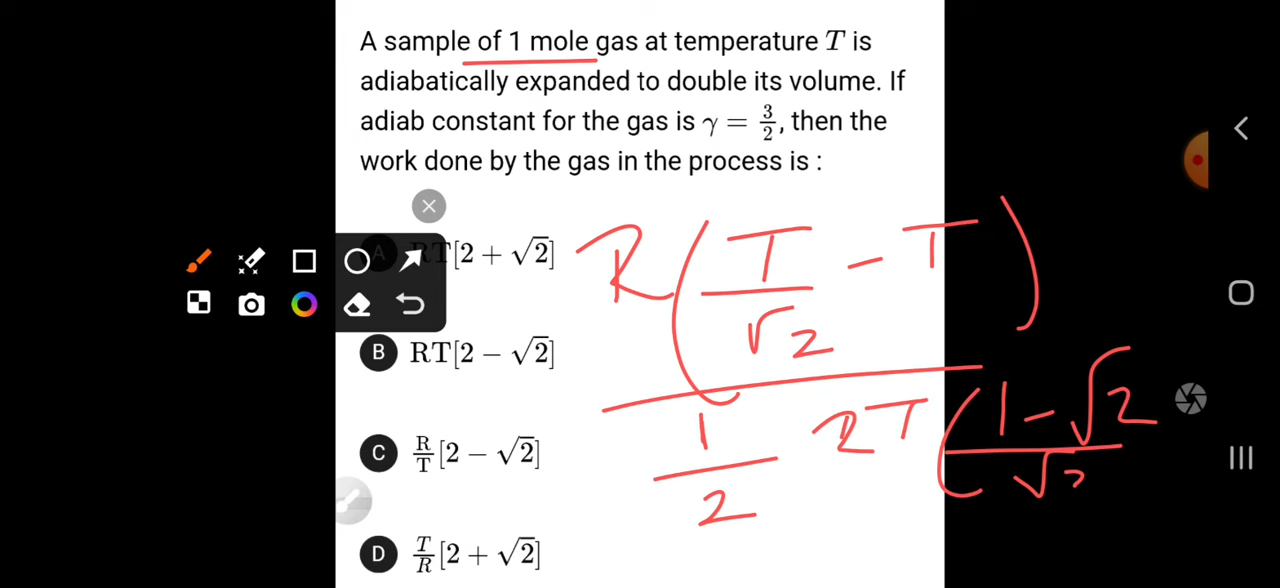 A sample of 1 mole gas at temperature T is
adiabatically expanded to double its volume. If
adiab constant for the gas is γ = 3/2, then the
work done by the gas in the process is :
A RT[2 + √2]
B RT[2 − √2]
C R/T [2 − √2]
D T/R [2 + √2]
R(T/√2 − T)
1/2
(1 − √2